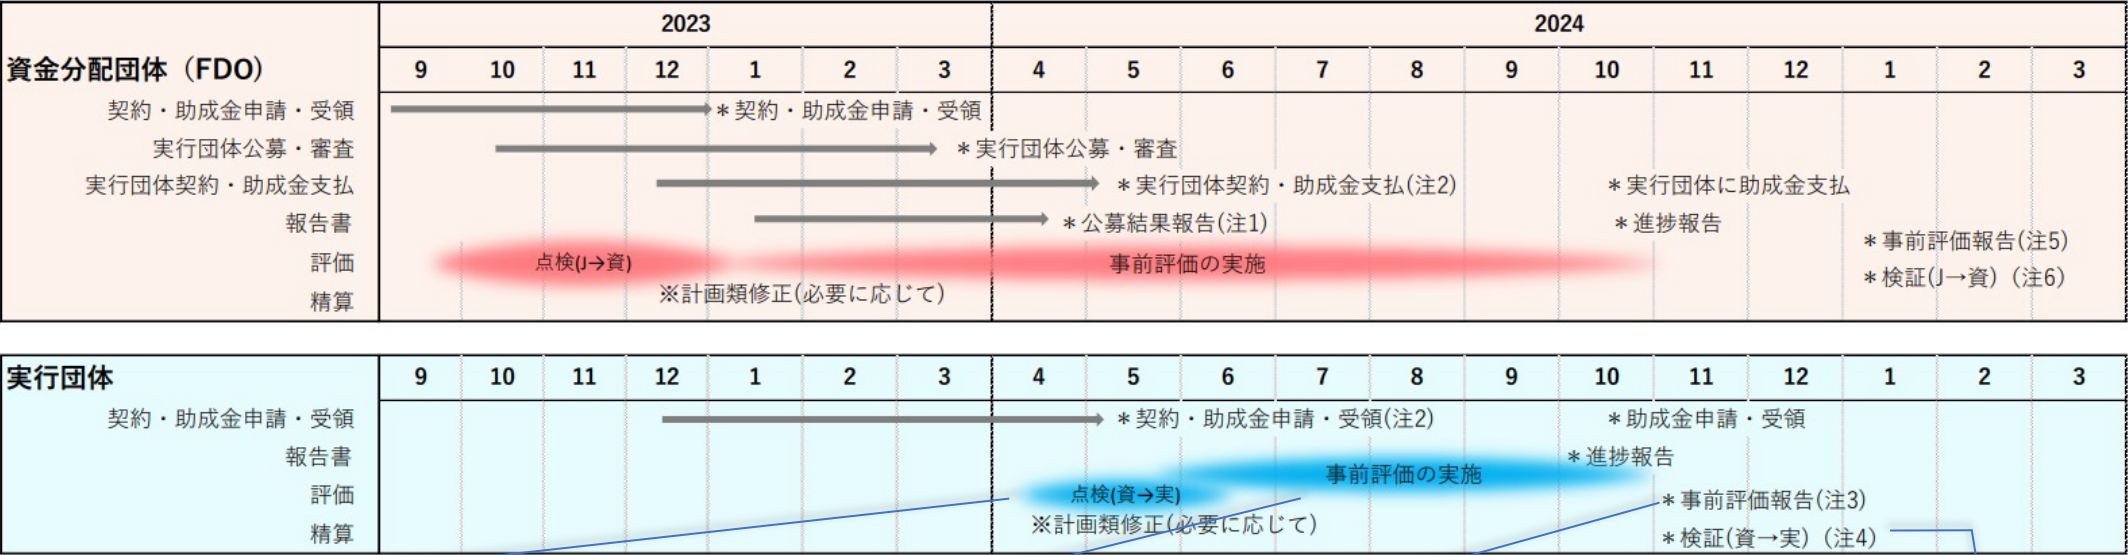 2023 2024
資金分配団体（FDO） 9 10 11 12 1 2 3 4 5 6 7 8 9 10 11 12 1 2 3
契約・助成金申請・受領 ＊契約・助成金申請・受領
実行団体公募・審査 ＊実行団体公募・審査
実行団体契約・助成金支払 ＊実行団体契約・助成金支払(注2) ＊実行団体に助成金支払
報告書 ＊公募結果報告(注1) ＊進捗報告
＊事前評価報告(注5)
評価 点検(J→資) 事前評価の実施
＊検証(J→資)（注6)
精算 ※計画類修正(必要に応じて)
実行団体 9 10 11 12 1 2 3 4 5 6 7 8 9 10 11 12 1 2 3
契約・助成金申請・受領 ＊契約・助成金申請・受領(注2) ＊助成金申請・受領
報告書 ＊進捗報告
事前評価の実施
評価 点検(資→実) ＊事前評価報告(注3)
※計画類修正(必要に応じて)
精算 ＊検証(資→実)（注4)